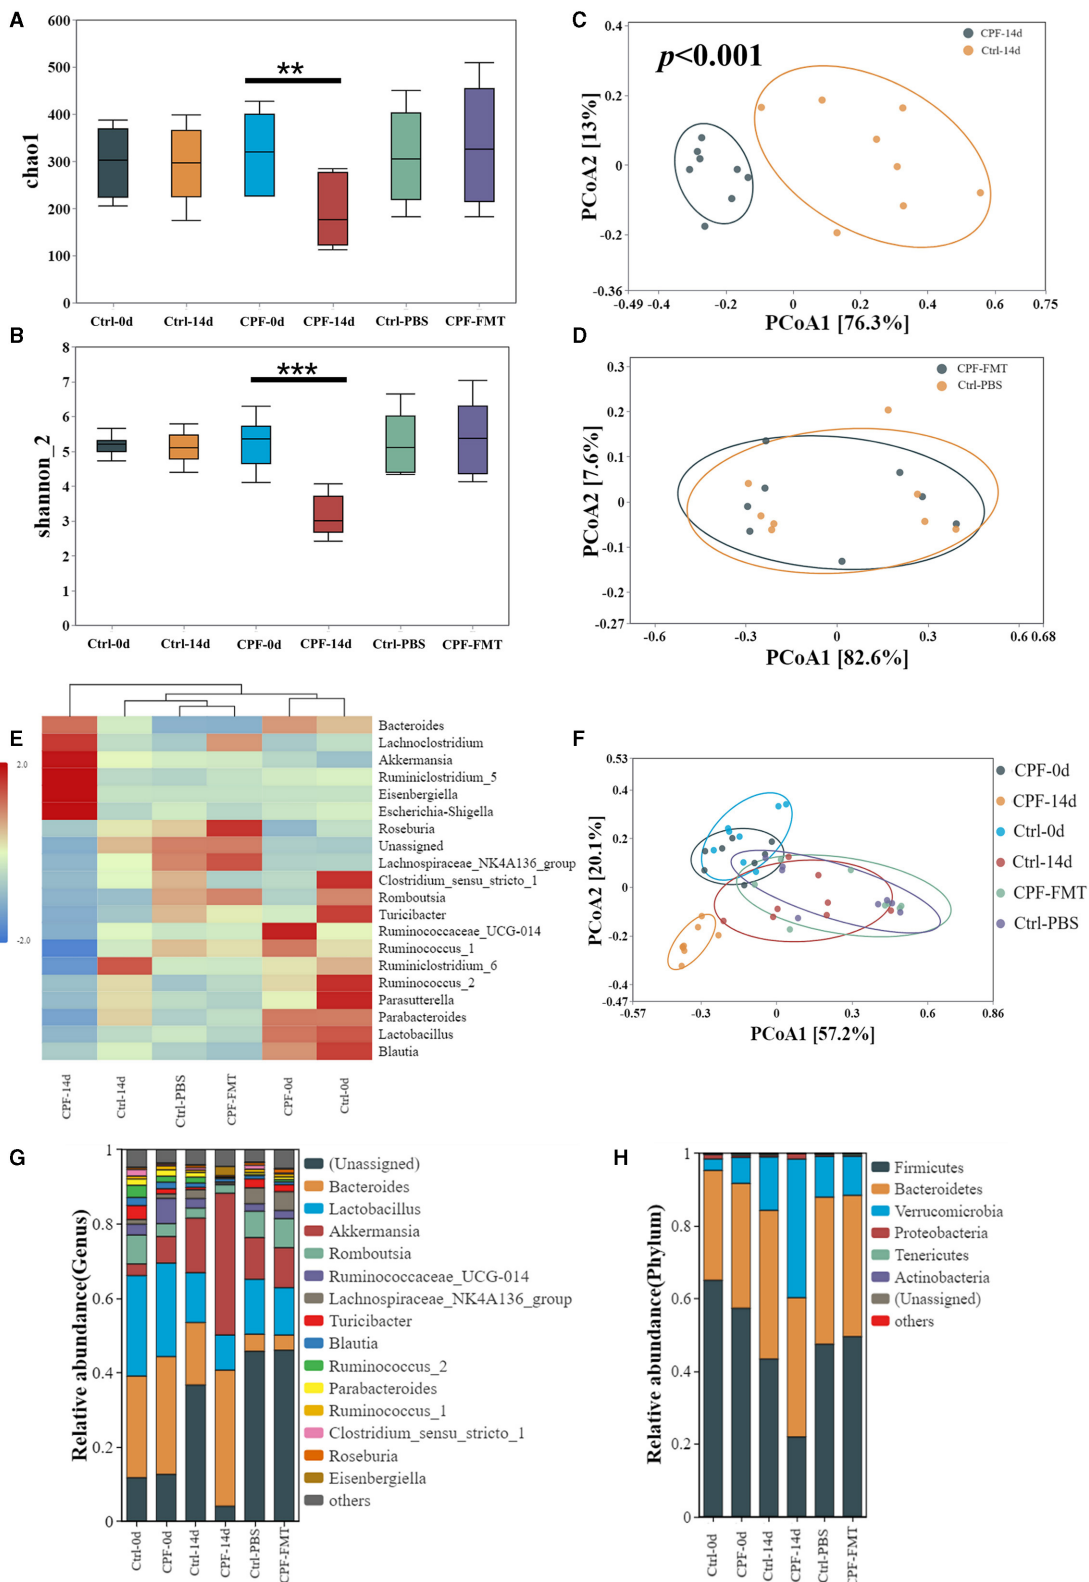 A
600
500
400
300
200
100
0
chao1
**
Ctrl-0d
Ctrl-14d
CPF-0d
CPF-14d
Ctrl-PBS
CPF-FMT
C
0.4
0.2
0
-0.2
-0.36
PCoA2 [13%]
p<0.001
CPF-14d
Ctrl-14d
-0.49
-0.4
-0.2
0
0.2
0.4
0.6
0.75
PCoA1 [76.3%]
B
8
7
6
5
4
3
2
1
0
shannon_2
***
Ctrl-0d
Ctrl-14d
CPF-0d
CPF-14d
Ctrl-PBS
CPF-FMT
D
0.3
0.2
0.1
0
-0.1
-0.2
-0.27
PCoA2 [7.6%]
CPF-FMT
Ctrl-PBS
-0.6
-0.3
0
0.3
0.6
0.68
PCoA1 [82.6%]
E
2.0
-2.0
Bacteroides
Lachnoclostridium
Akkermansia
Ruminiclostridium_5
Eisenbergiella
Escherichia-Shigella
Roseburia
Unassigned
Lachnospiraceae_NK4A136_group
Clostridium_sensu_stricto_1
Romboutsia
Turicibacter
Ruminococcaceae_UCG-014
Ruminococcus_1
Ruminiclostridium_6
Ruminococcus_2
Parasutterella
Parabacteroides
Lactobacillus
Blautia
CPF-14d
Ctrl-14d
Ctrl-PBS
CPF-FMT
CPF-0d
Ctrl-0d
F
0.53
0.4
0.2
0
-0.2
-0.4
-0.47
PCoA2 [20.1%]
-0.57
-0.3
0
0.3
0.6
0.86
PCoA1 [57.2%]
CPF-0d
CPF-14d
Ctrl-0d
Ctrl-14d
CPF-FMT
Ctrl-PBS
G
1
0.8
0.6
0.4
0.2
0
Relative abundance(Genus)
Ctrl-0d
CPF-0d
Ctrl-14d
CPF-14d
Ctrl-PBS
CPF-FMT
(Unassigned)
Bacteroides
Lactobacillus
Akkermansia
Romboutsia
Ruminococcaceae_UCG-014
Lachnospiraceae_NK4A136_group
Turicibacter
Blautia
Ruminococcus_2
Parabacteroides
Ruminococcus_1
Clostridium_sensu_stricto_1
Roseburia
Eisenbergiella
others
H
1
0.8
0.6
0.4
0.2
0
Relative abundance(Phylum)
Ctrl-0d
CPF-0d
Ctrl-14d
CPF-14d
Ctrl-PBS
CPF-FMT
Firmicutes
Bacteroidetes
Verrucomicrobia
Proteobacteria
Tenericutes
Actinobacteria
(Unassigned)
others